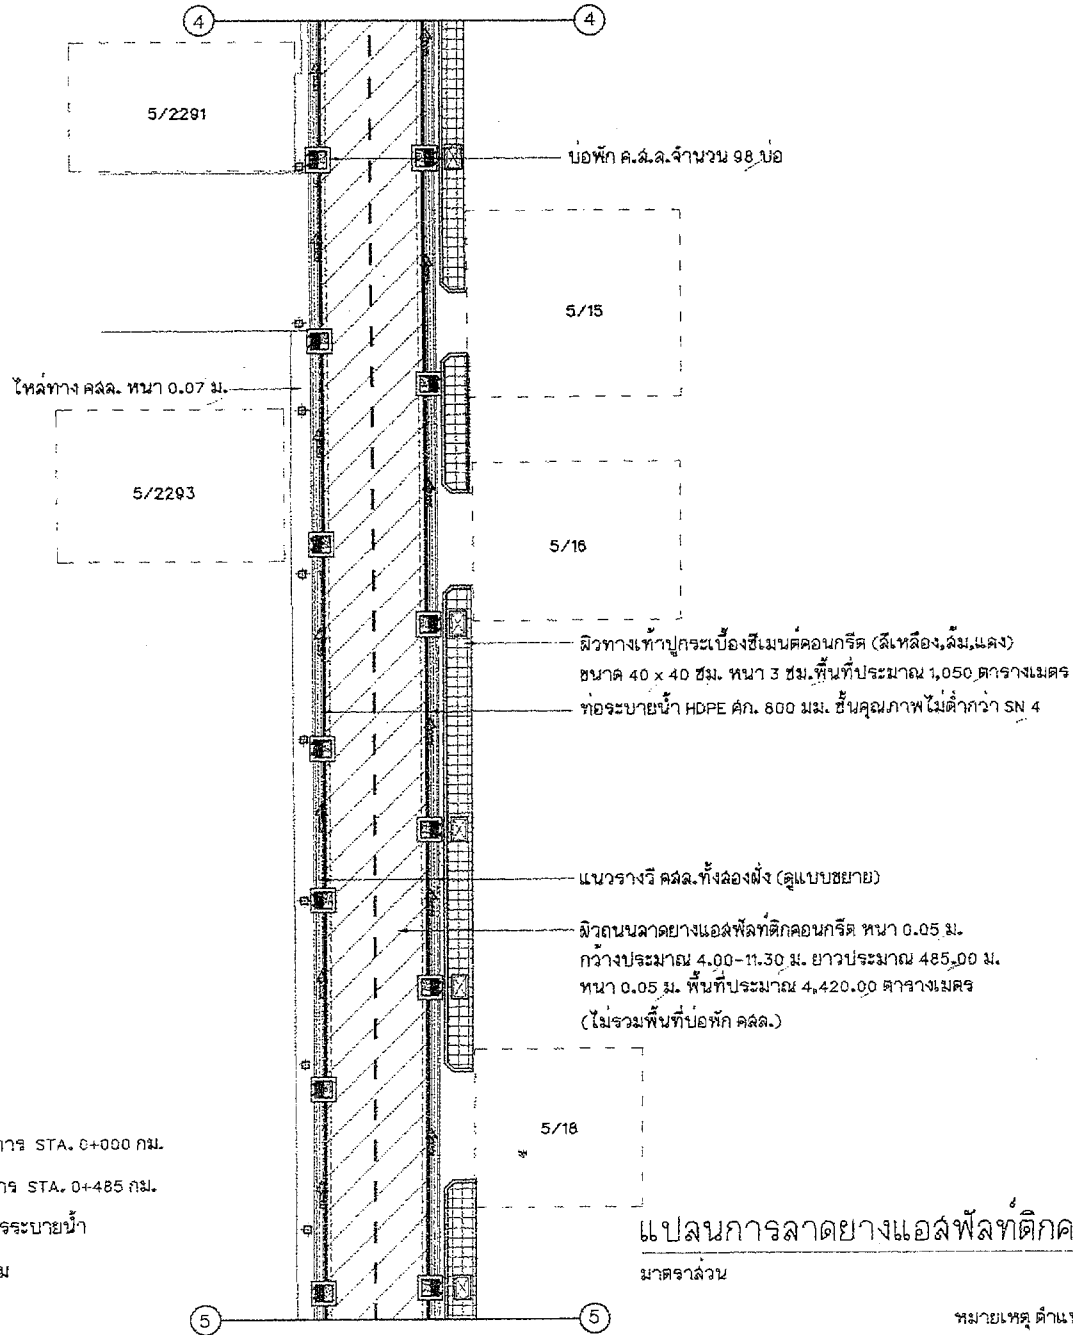 4 4
5/2291
บ่อพัก ค.ส.ล.จำนวน 98 บ่อ
5/15
ไหล่ทาง คสล. หนา 0.07 ม.
5/2293
5/16
ผิวทางเท้าปูกระเบื้องซีเมนต์คอนกรีต (สีเหลือง,ส้ม,แดง)
ขนาด 40 x 40 ซม. หนา 3 ซม.พื้นที่ประมาณ 1,050 ตารางเมตร
ท่อระบายน้ำ HDPE ศก. 800 มม. ชั้นคุณภาพไม่ต่ำกว่า SN 4
แนวรางวี คสล.ทั้งสองฝั่ง (ดูแบบขยาย)
ผิวถนนลาดยางแอสฟัลท์ติกคอนกรีต หนา 0.05 ม.
กว้างประมาณ 4.00-11.30 ม. ยาวประมาณ 485.00 ม.
หนา 0.05 ม. พื้นที่ประมาณ 4,420.00 ตารางเมตร
(ไม่รวมพื้นที่บ่อพัก คสล.)
5/18
การ STA. 0+000 กม.
าร STA. 0+485 กม.
รระบายน้ำ
ม
แปลนการลาดยางแอสฟัลท์ติกค
มาตราส่วน
หมายเหตุ ตำแห
5 5